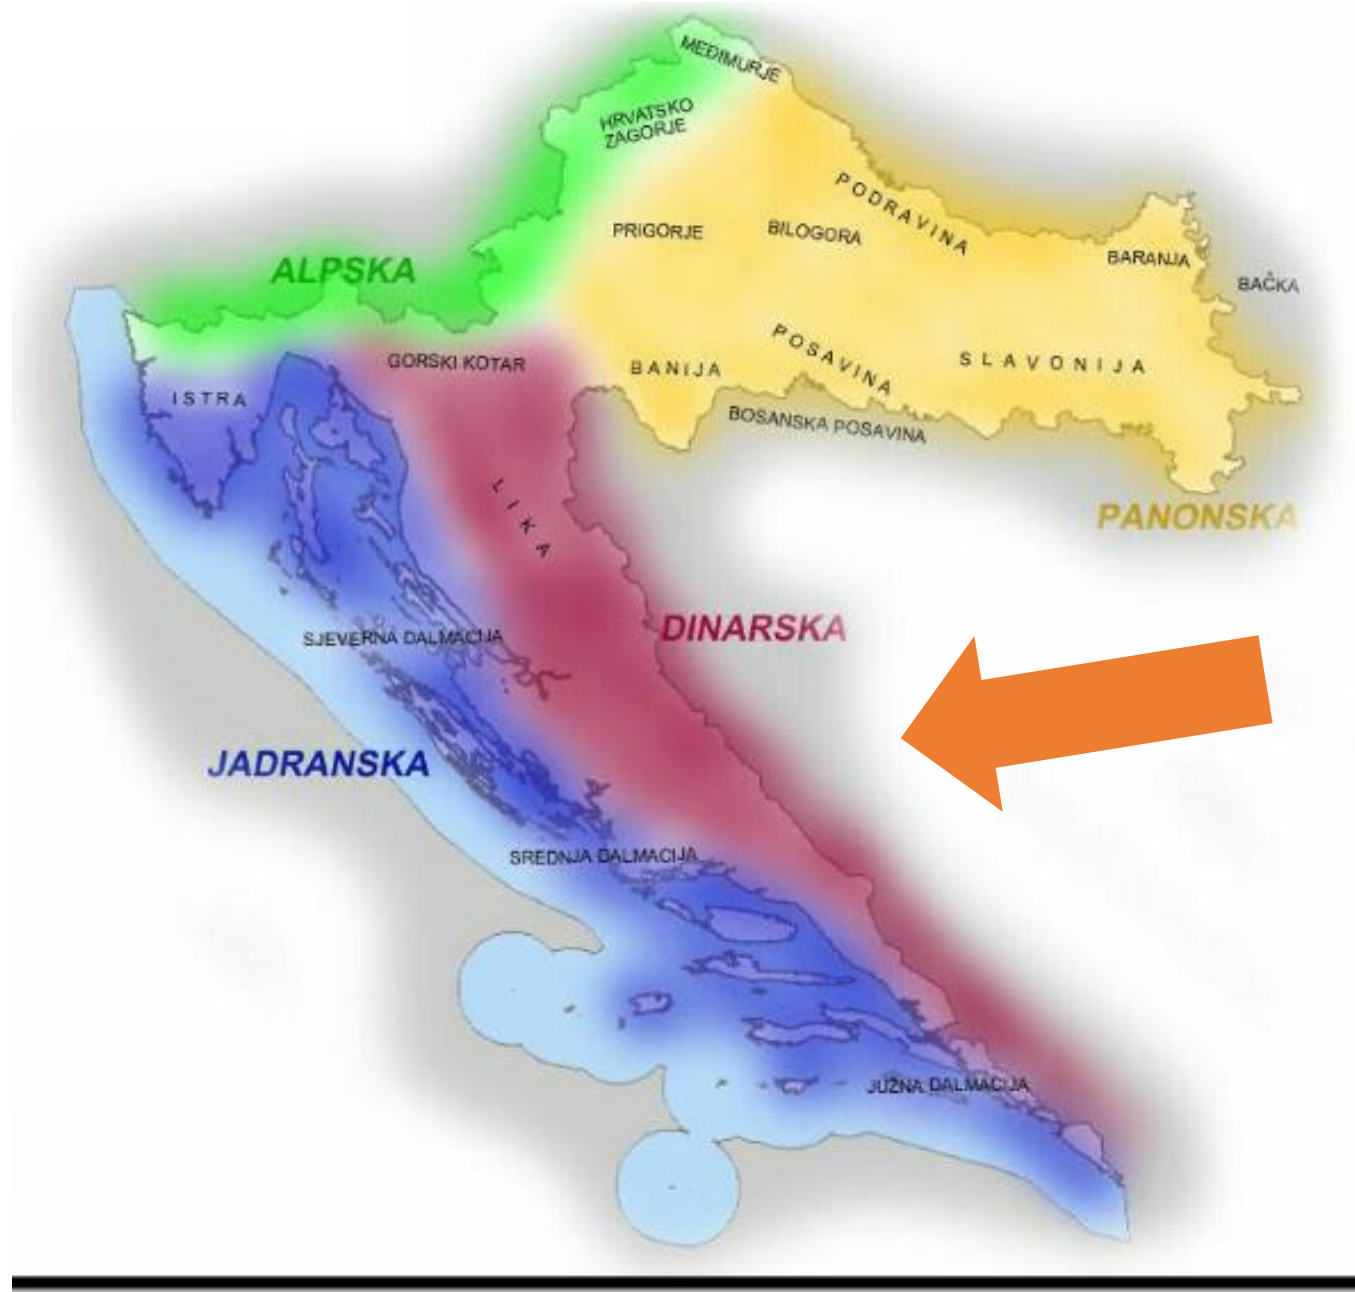 MEĐIMURJE
HRVATSKO
ZAGORJE
PODRAVINA
PRIGORJE
BILOGORA
BARANJA
BAČKA
ALPSKA
GORSKI KOTAR
BANIJA
POSAVINA
SLAVONIJA
ISTRA
BOSANSKA POSAVINA
LIKA
PANONSKA
SJEVERNA DALMACIJA
DINARSKA
JADRANSKA
SREDNJA DALMACIJA
JUŽNA DALMACIJA